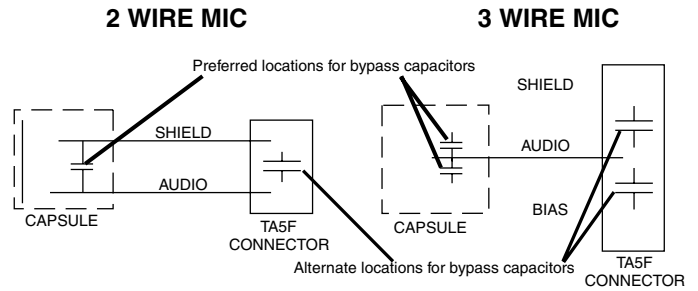 2 WIRE MIC
3 WIRE MIC
Preferred locations for bypass capacitors
SHIELD
SHIELD
AUDIO
AUDIO
BIAS
CAPSULE
CAPSULE
TA5F
CONNECTOR
TA5F
CONNECTOR
Alternate locations for bypass capacitors